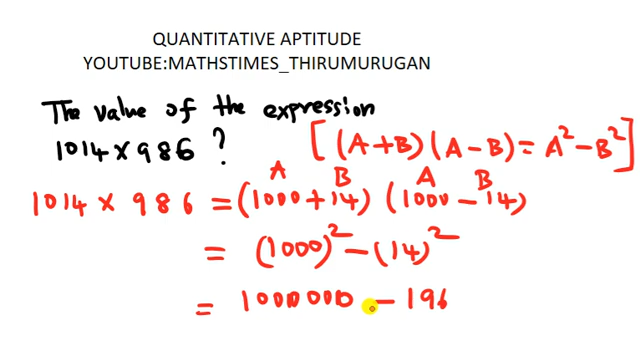 QUANTITATIVE APTITUDE
YOUTUBE:MATHSTIMES_THIRUMURUGAN
The value of the expression
1014 × 986 ?
[(A+B)(A−B) = A² − B²]
A B A B
1014 × 986 = (1000 + 14) (1000 − 14)
= (1000)² − (14)²
= 1000000 − 196